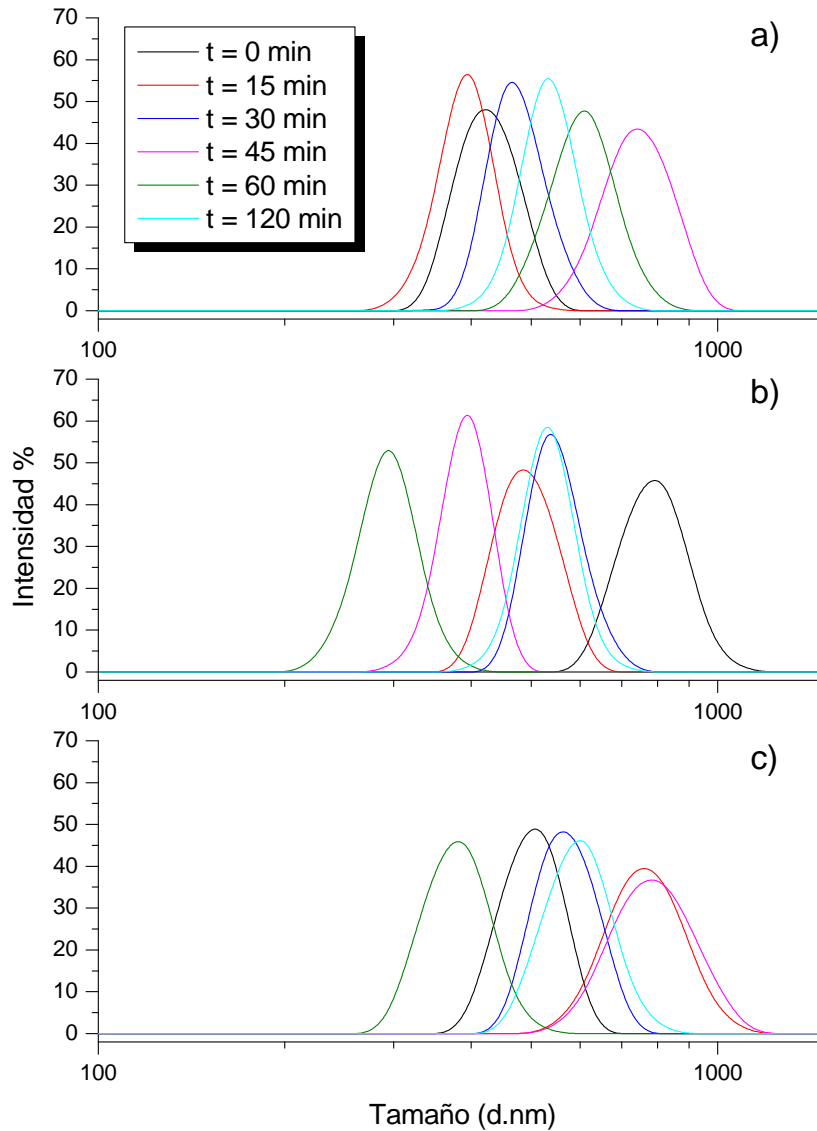 70
60
50
40
30
20
10
0
t = 0 min
t = 15 min
t = 30 min
t = 45 min
t = 60 min
t = 120 min
a)
100
1000
70
60
50
40
30
20
10
0
b)
100
1000
Intensidad %
70
60
50
40
30
20
10
0
c)
100
1000
Tamaño (d.nm)